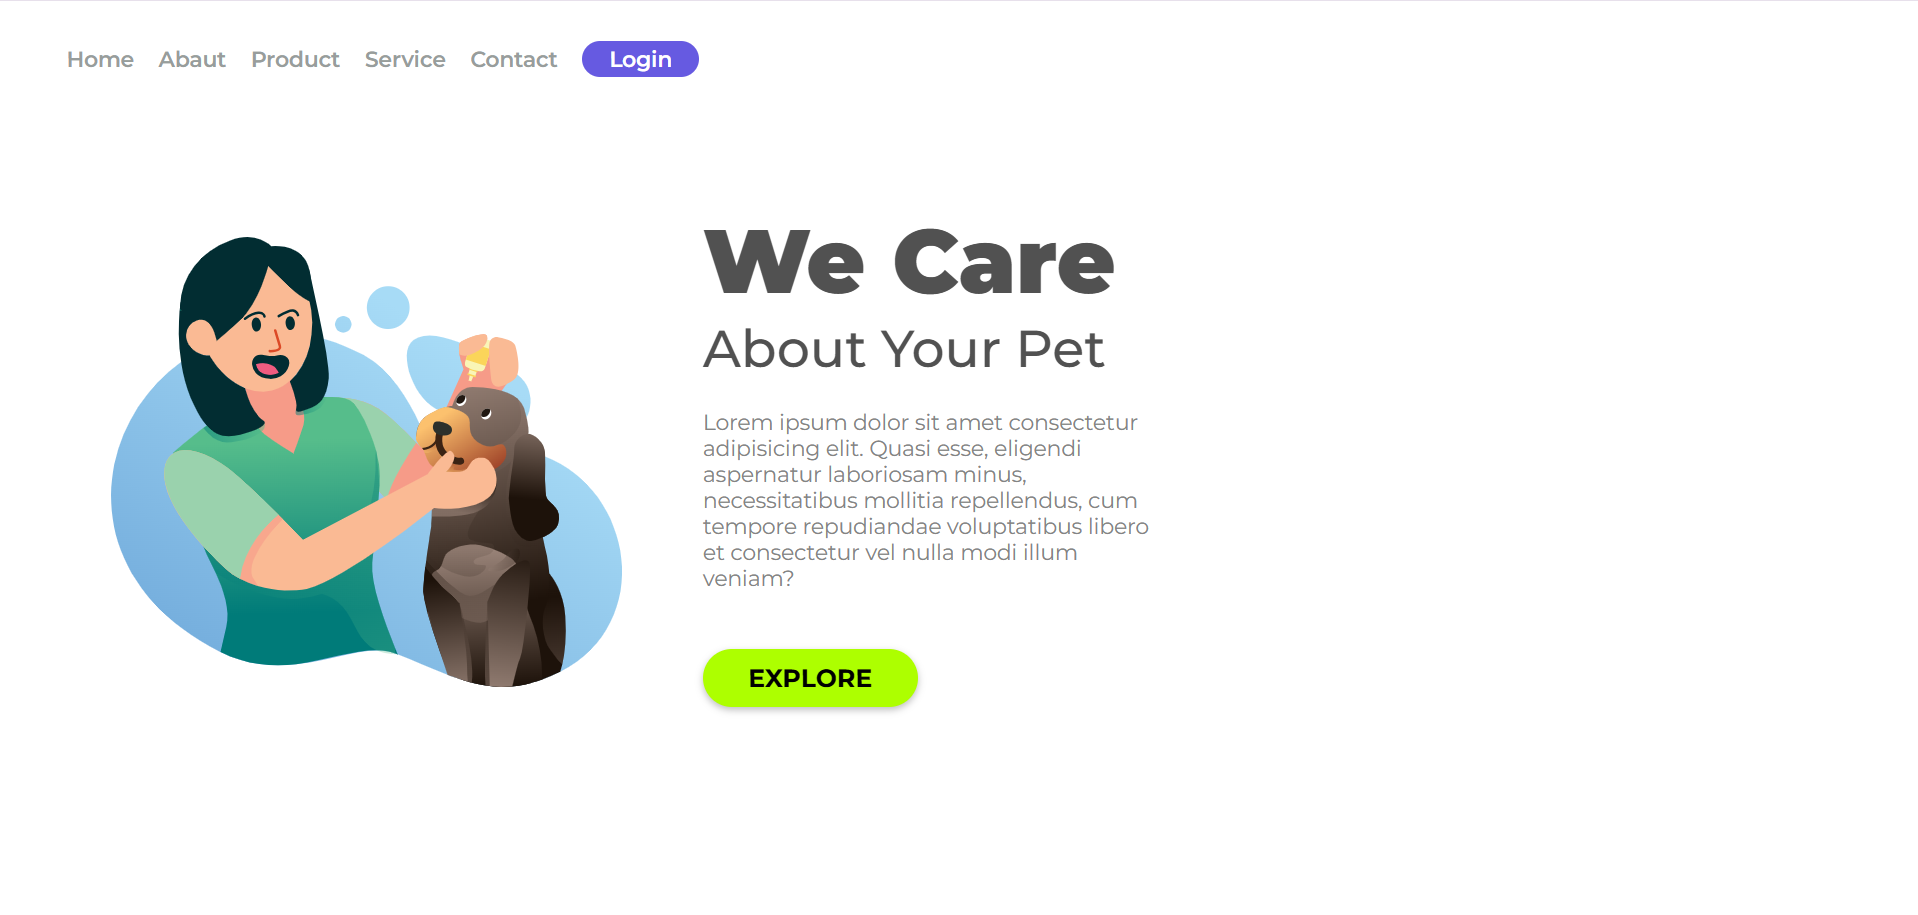 Home Abaut Product Service Contact Login
We Care
About Your Pet
Lorem ipsum dolor sit amet consectetur
adipisicing elit. Quasi esse, eligendi
aspernatur laboriosam minus,
necessitatibus mollitia repellendus, cum
tempore repudiandae voluptatibus libero
et consectetur vel nulla modi illum
veniam?
EXPLORE